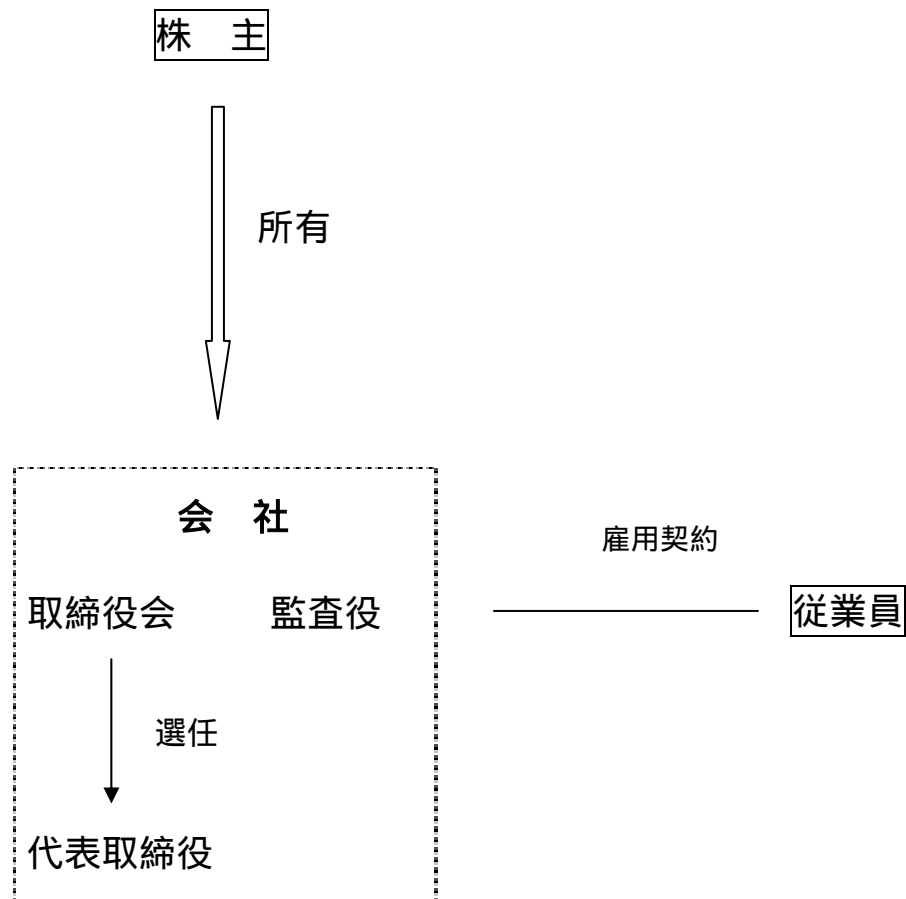 株　主
所有
会　社
雇用契約
取締役会　監査役
従業員
選任
代表取締役